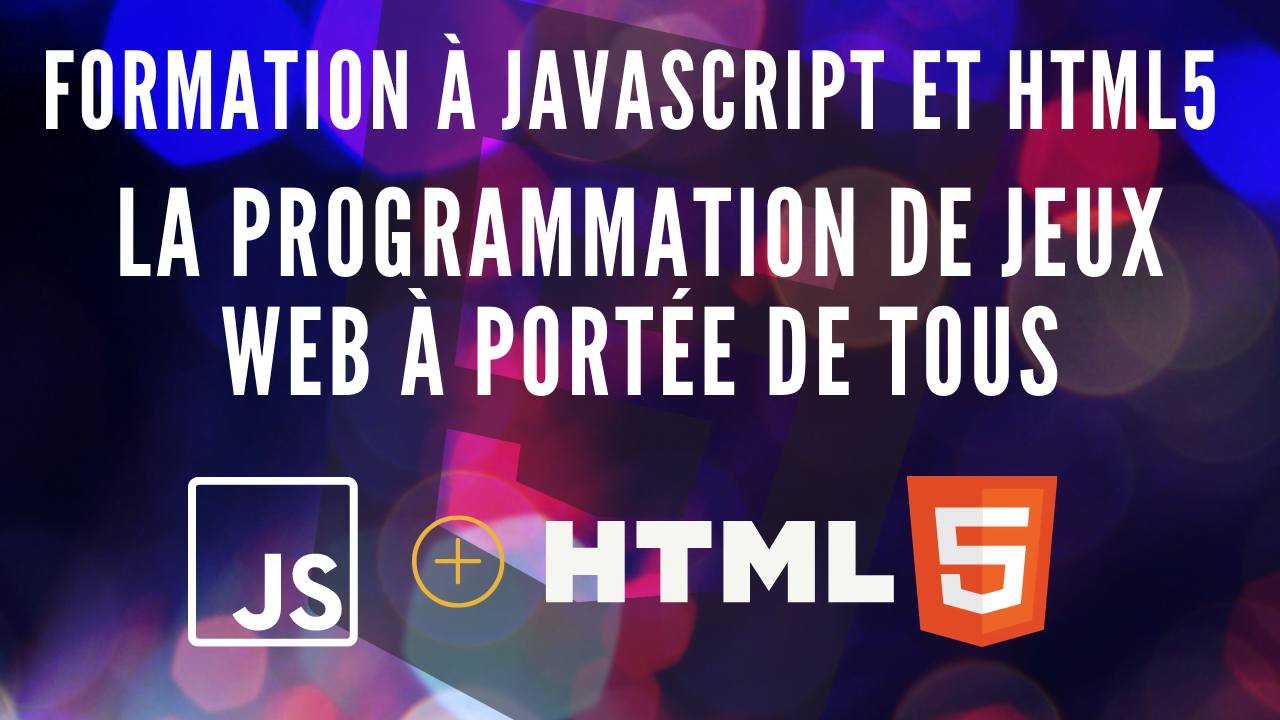 FORMATION À JAVASCRIPT ET HTML5
LA PROGRAMMATION DE JEUX
WEB À PORTÉE DE TOUS
JS
HTML 5